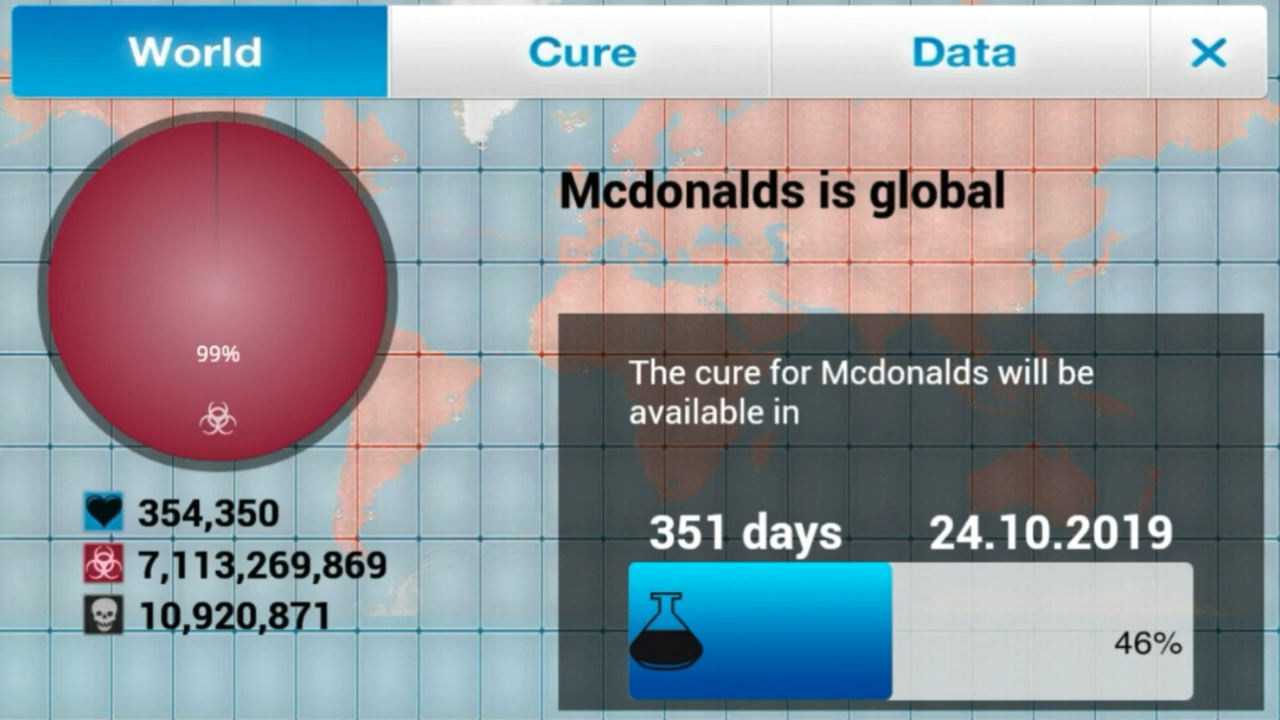 World Cure Data
Mcdonalds is global
99%
The cure for Mcdonalds will be
available in
354,350
7,113,269,869
10,920,871
351 days 24.10.2019
46%